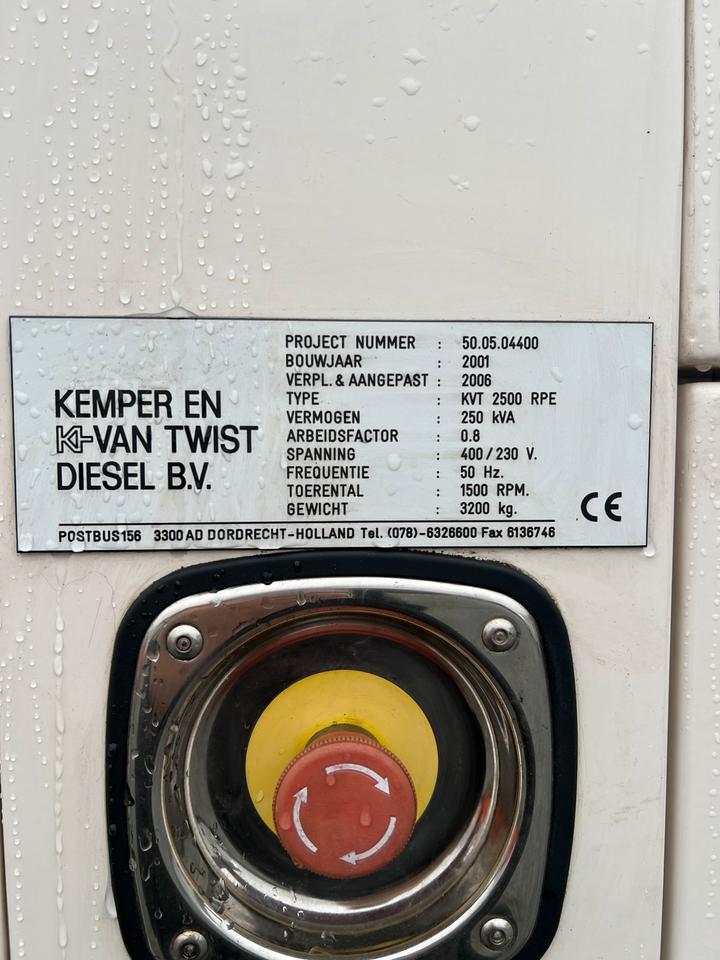 KEMPER EN
VAN TWIST
DIESEL B.V.
PROJECT NUMMER : 50.05.04400
BOUWJAAR : 2001
VERPL. & AANGEPAST : 2006
TYPE : KVT 2500 RPE
VERMOGEN : 250 kVA
ARBEIDSFACTOR : 0.8
SPANNING : 400/230 V.
FREQUENTIE : 50 Hz.
TOERENTAL : 1500 RPM.
GEWICHT : 3200 kg.
CE
POSTBUS156 3300 AD DORDRECHT-HOLLAND Tel. (078)-6326600 Fax 6136746